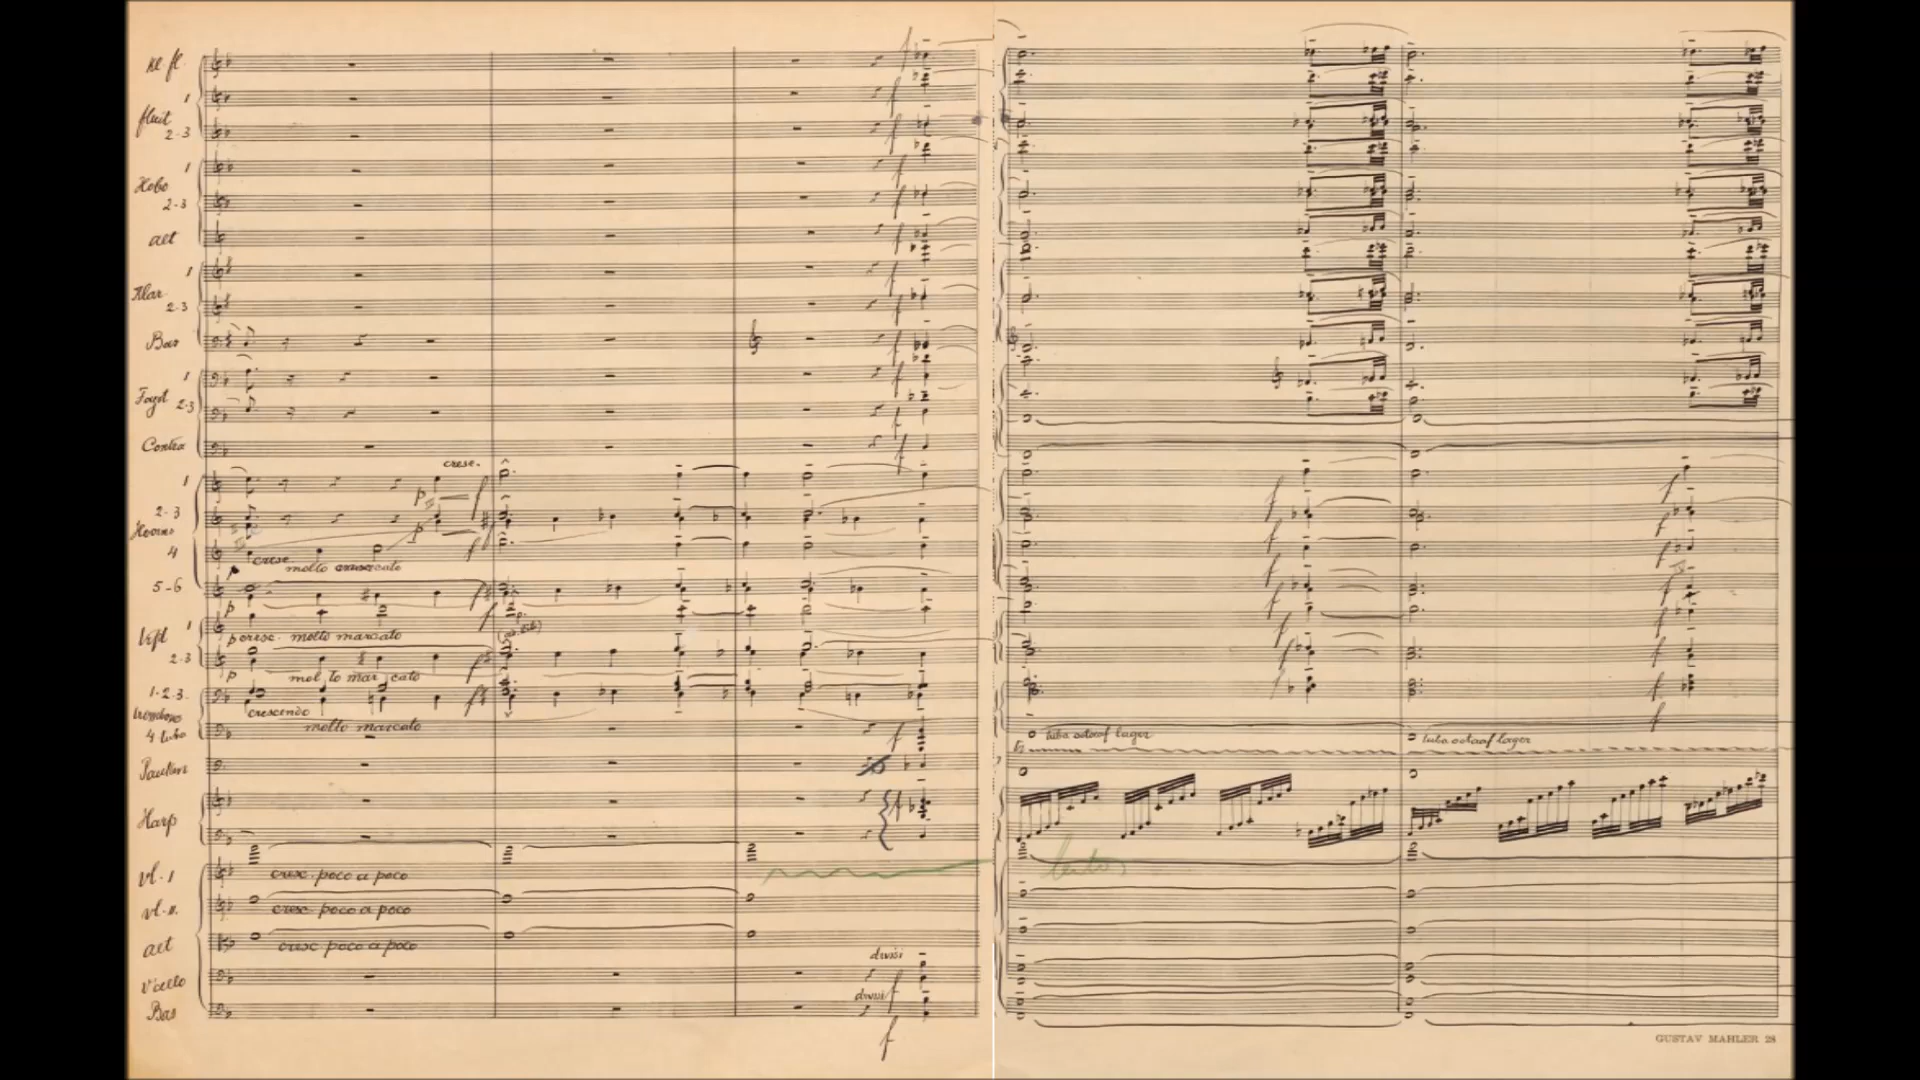 kl fl.
1
fluit
2-3
1
Hobo
2-3
alt
1
Klar
2-3
Bas
1
Fagt 2-3
Contra
cresc.
1
p
f
2-3
Hoorns
p
4
cresc
f
p molto marcato
5-6
p
f
1
p cresc. molto marcato
2-3
p
molto marcato
f
1.2.3.
crescendo
f
trombone
4 tuba
molto marcato
f
tuba octaaf lager
tuba octaaf lager
Pauken
Harp
f
vl. I
cresc. poco a poco
vl. II.
cresc. poco a poco
alt
cresc poco a poco
divisi
V'cello
divisi f
Bas
f
GUSTAV MAHLER 28